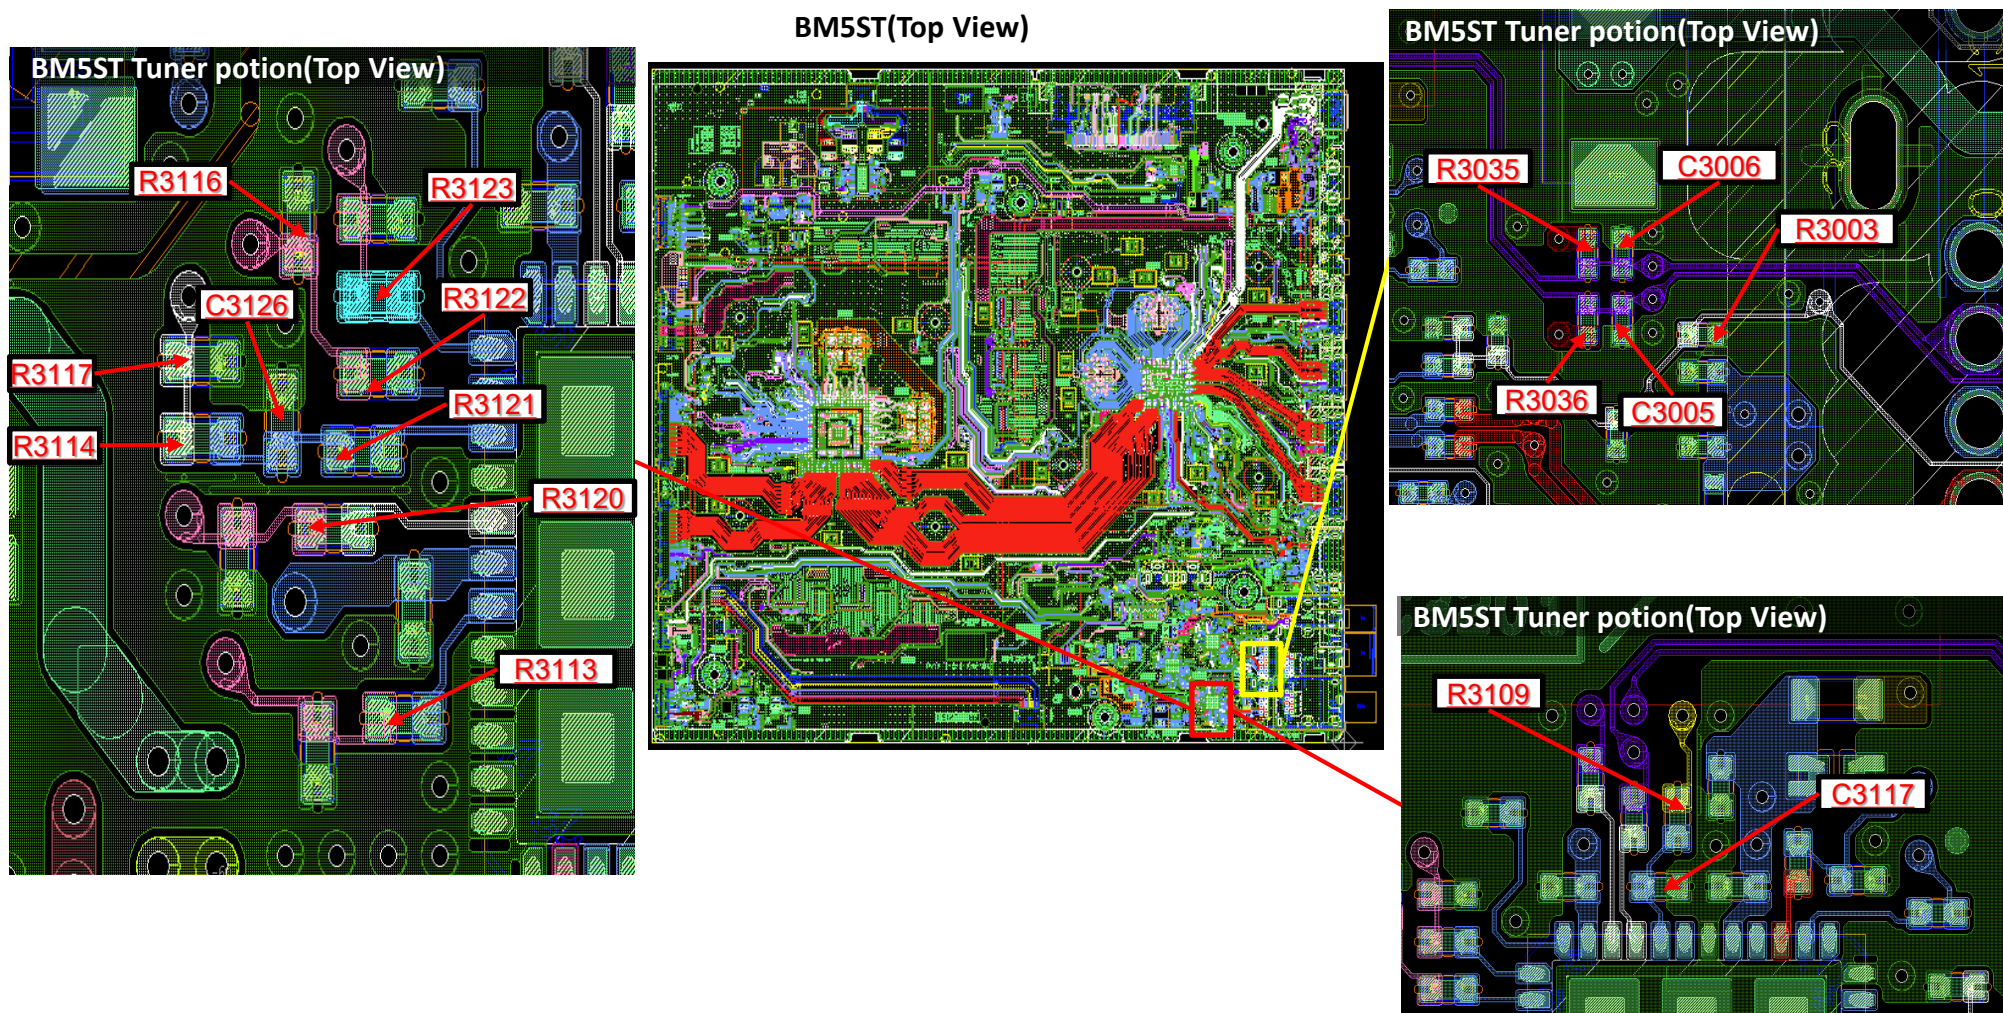 BM5ST(Top View)
BM5ST Tuner potion(Top View)
R3116
R3123
C3126
R3122
R3117
R3121
R3114
R3120
R3113
BM5ST Tuner potion(Top View)
R3035
C3006
R3003
R3036
C3005
BM5ST Tuner potion(Top View)
R3109
C3117